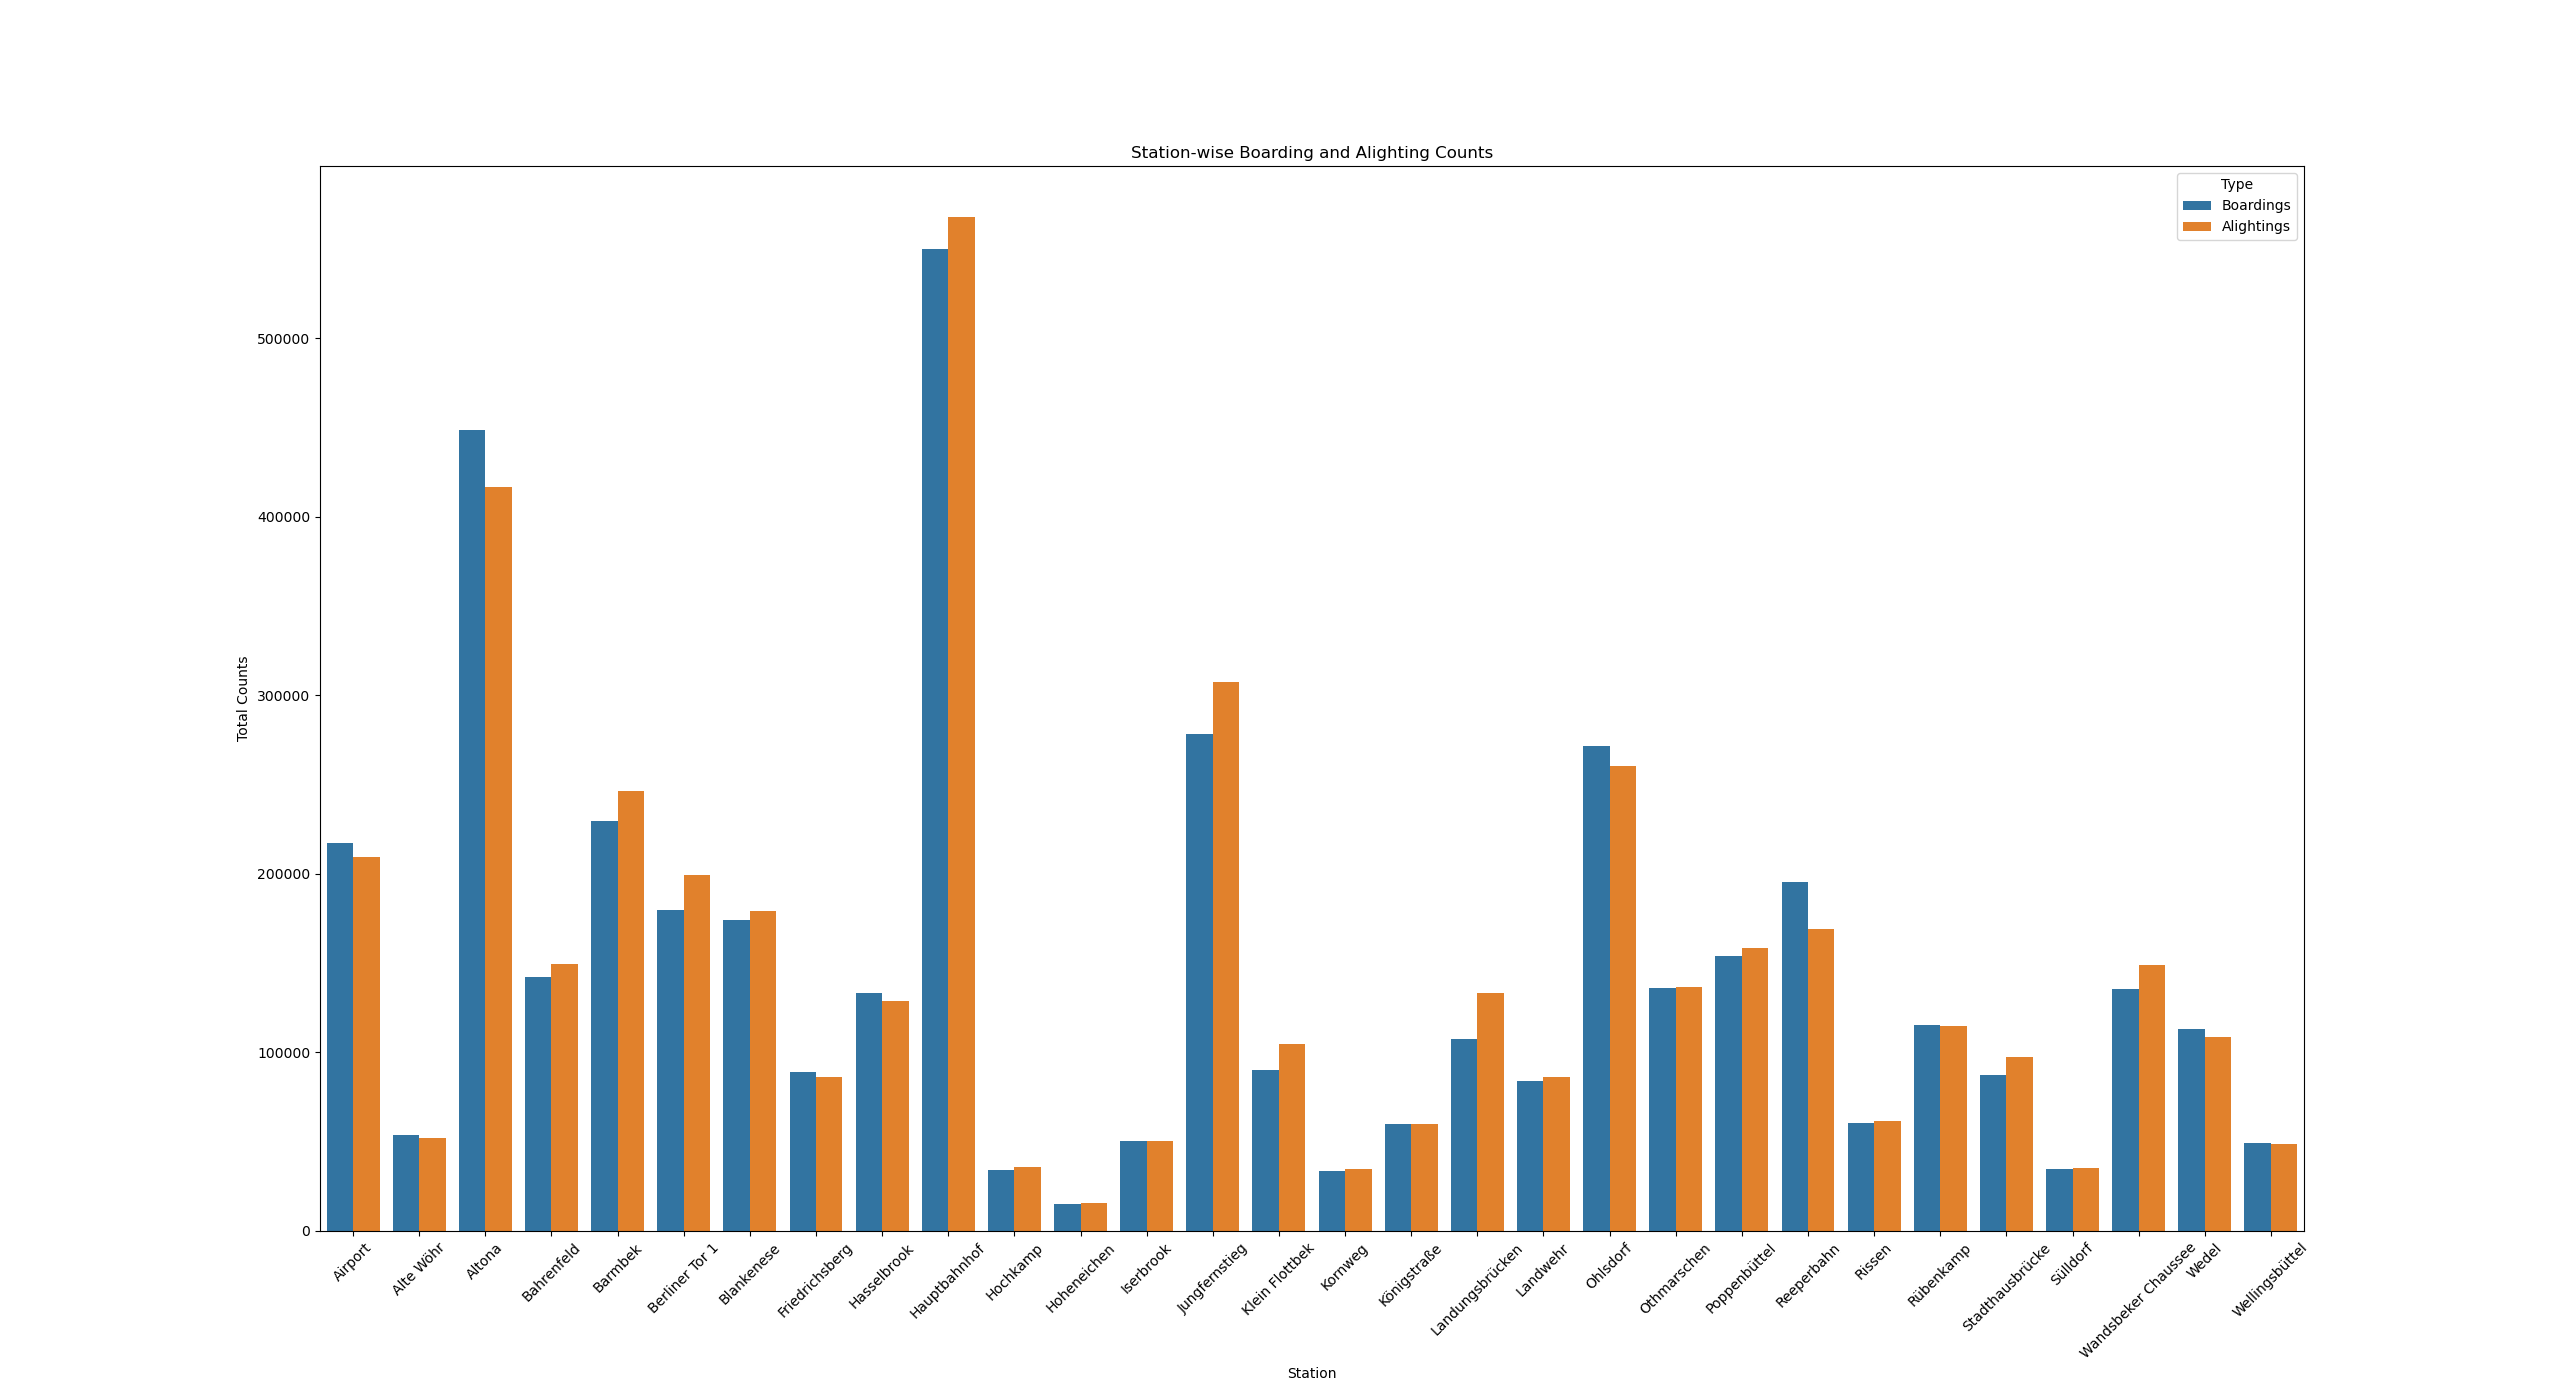 Station-wise Boarding and Alighting Counts
Type
Boardings
Alightings
Total Counts
500000
400000
300000
200000
100000
0
Airport
Alte Wöhr
Altona
Bahrenfeld
Barmbek
Berliner Tor 1
Blankenese
Friedrichsberg
Hasselbrook
Hauptbahnhof
Hochkamp
Hoheneichen
Iserbrook
Jungfernstieg
Klein Flottbek
Kornweg
Königstraße
Landungsbrücken
Landwehr
Ohlsdorf
Othmarschen
Poppenbüttel
Reeperbahn
Rissen
Rübenkamp
Stadthausbrücke
Sülldorf
Wandsbeker Chaussee
Wedel
Wellingsbüttel
Station